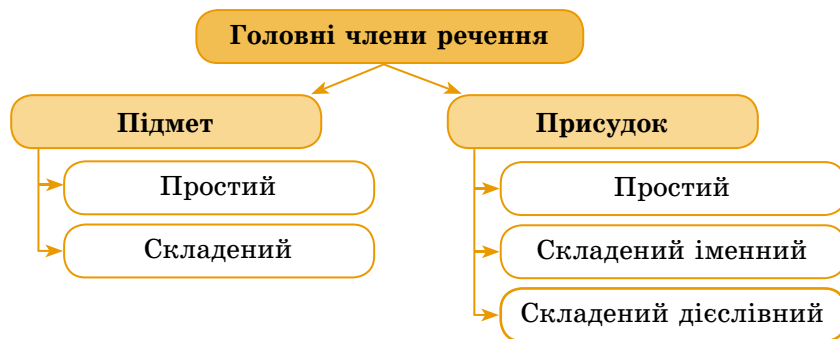 Головні члени речення
Підмет
Простий
Складений
Присудок
Простий
Складений іменний
Складений дієслівний